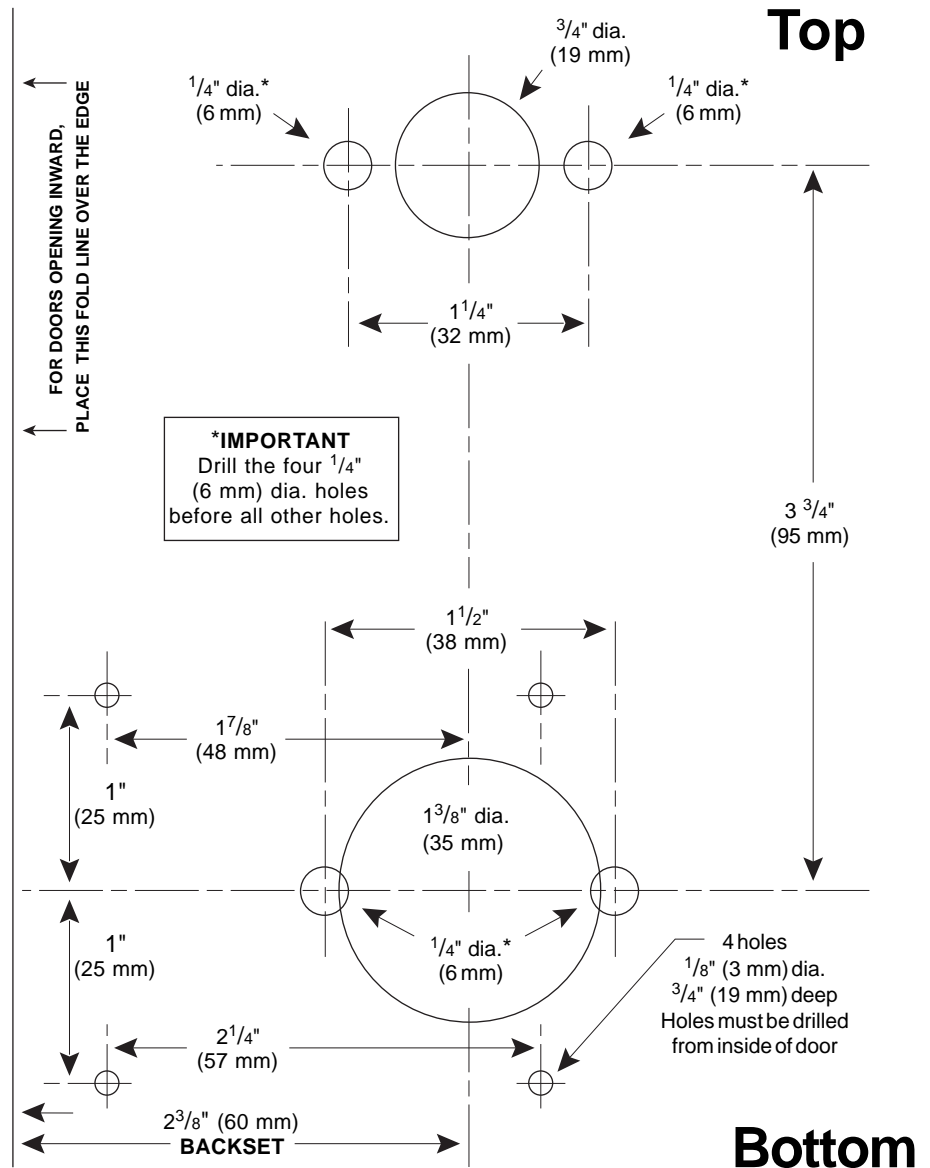 Top
3/4" dia.
(19 mm)
1/4" dia.*
(6 mm)
1/4" dia.*
(6 mm)
FOR DOORS OPENING INWARD,
PLACE THIS FOLD LINE OVER THE EDGE
1 1/4"
(32 mm)
*IMPORTANT
Drill the four 1/4"
(6 mm) dia. holes
before all other holes.
3 3/4"
(95 mm)
1 1/2"
(38 mm)
1 7/8"
(48 mm)
1"
(25 mm)
1 3/8" dia.
(35 mm)
1"
(25 mm)
1/4" dia.*
(6 mm)
4 holes
1/8" (3 mm) dia.
3/4" (19 mm) deep
Holes must be drilled
from inside of door
2 1/4"
(57 mm)
2 3/8" (60 mm)
BACKSET
Bottom